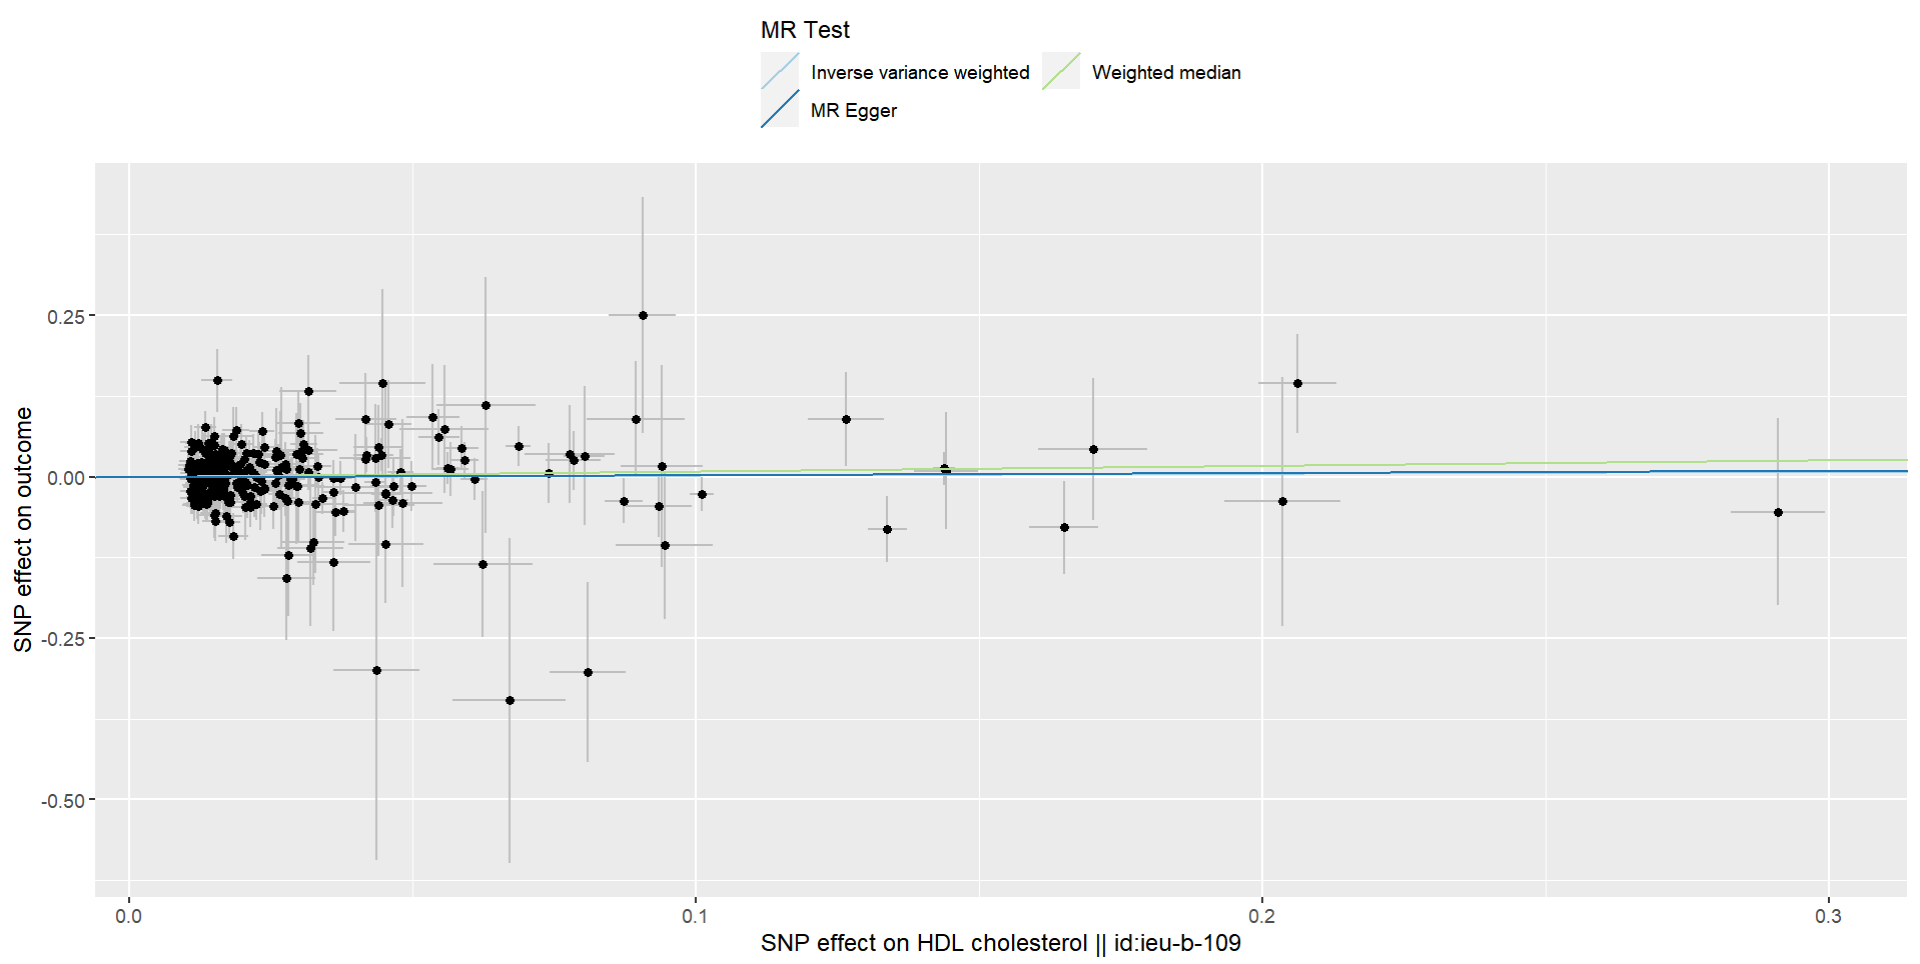 MR Test
Inverse variance weighted
Weighted median
MR Egger
SNP effect on outcome
0.25
0.00
-0.25
-0.50
0.0
0.1
0.2
0.3
SNP effect on HDL cholesterol || id:ieu-b-109